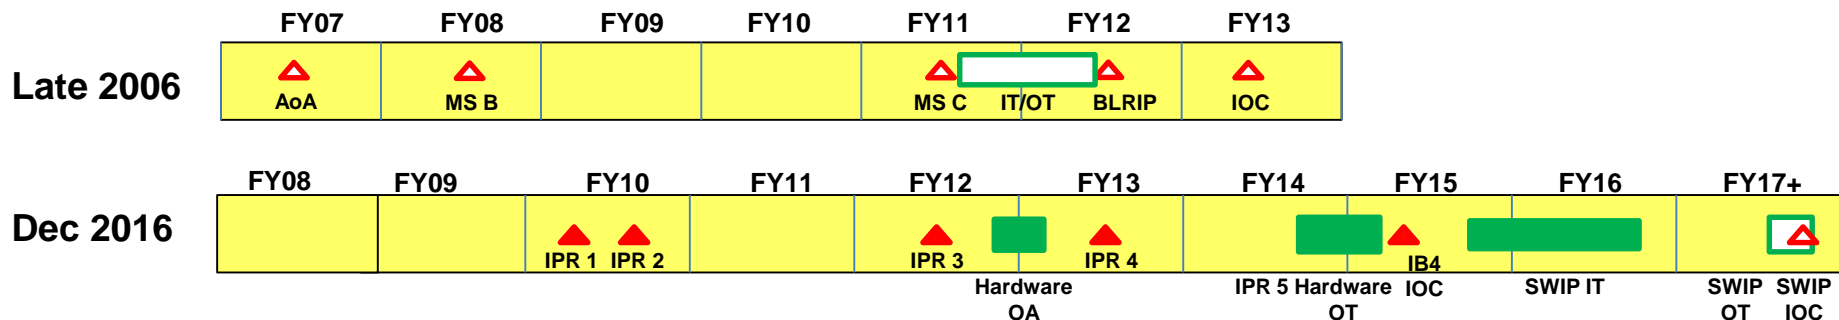 FY07 FY08 FY09 FY10 FY11 FY12 FY13
Late 2006
AoA MS B MS C IT/OT BLRIP IOC
FY08 FY09 FY10 FY11 FY12 FY13 FY14 FY15 FY16 FY17+
Dec 2016
IPR 1 IPR 2 IPR 3 IPR 4 IB4
Hardware IPR 5 Hardware IOC SWIP IT SWIP SWIP
OA OT OT IOC